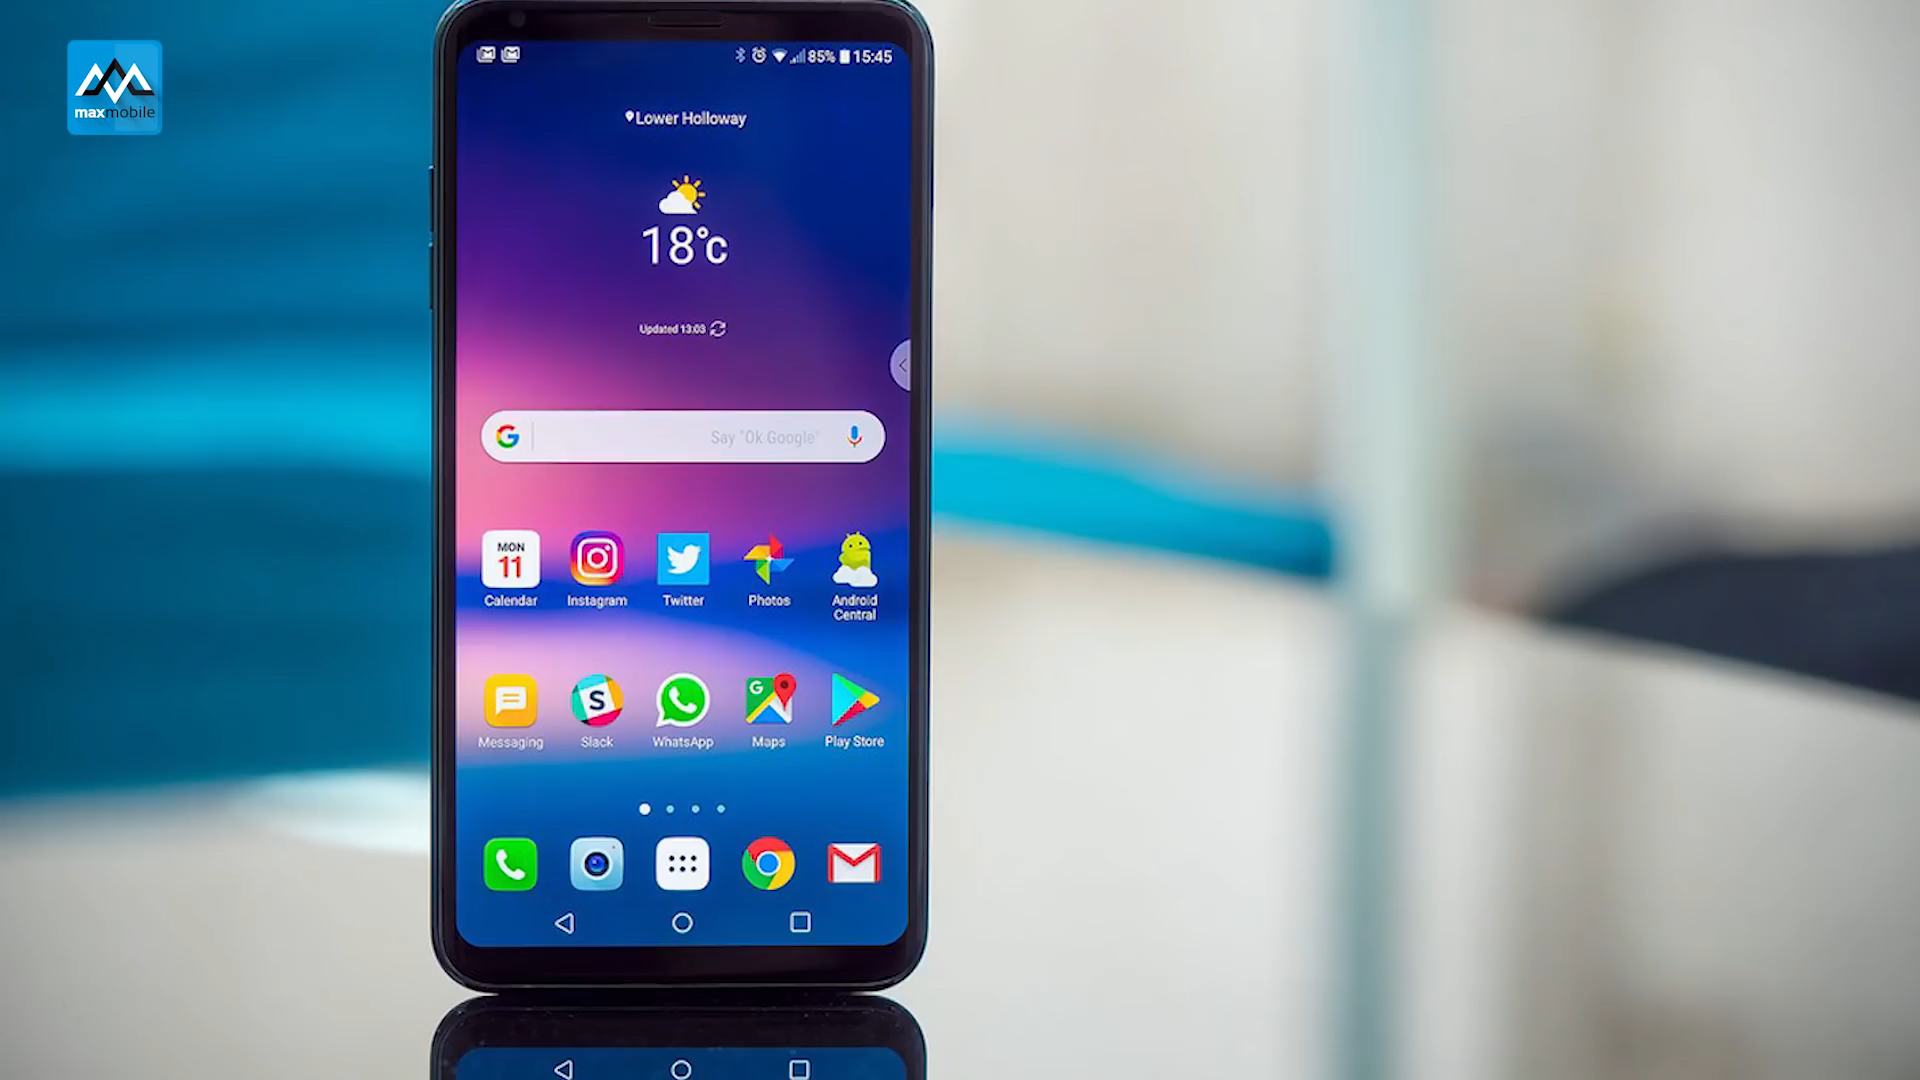 maxmobile
85% 15:45
Lower Holloway
18°c
Updated 13:03
G Say "Ok Google"
MON
11
Calendar Instagram Twitter Photos Android
Central
S
G
Messaging Slack WhatsApp Maps Play Store